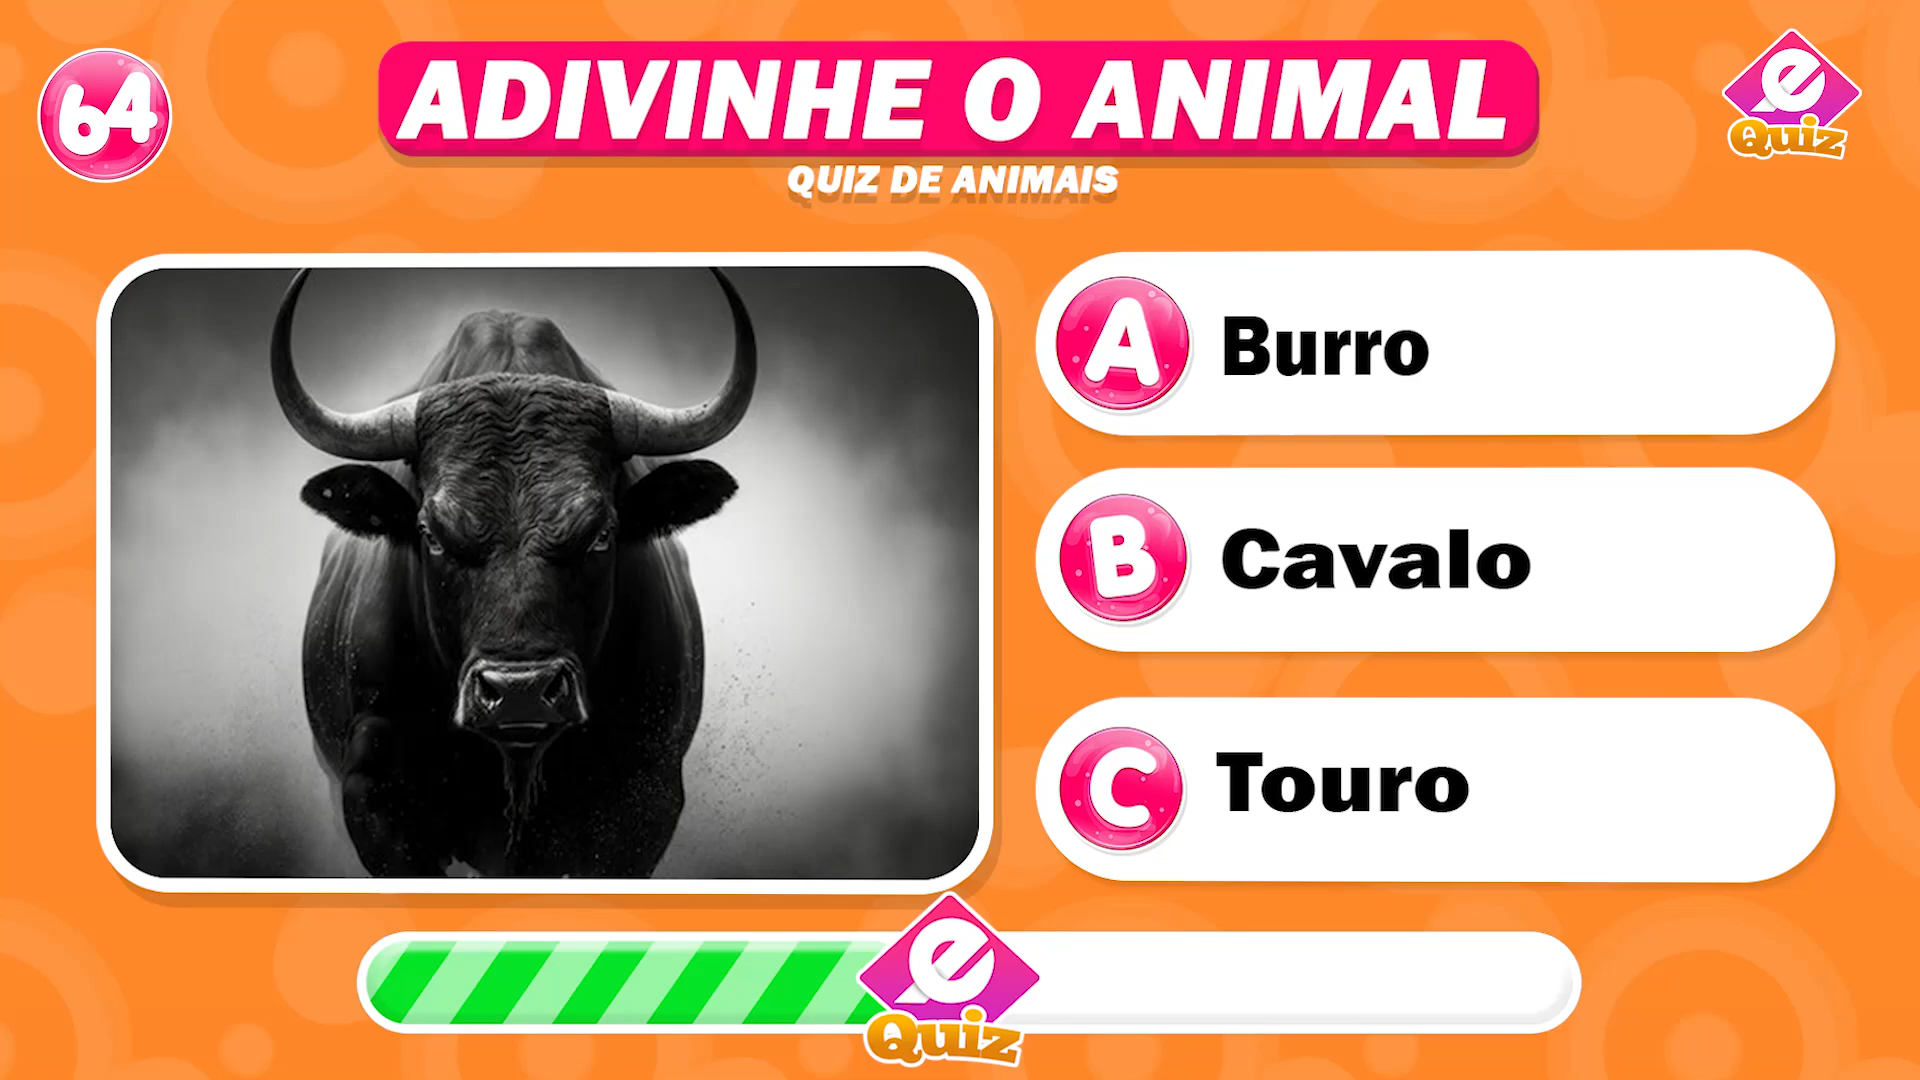 64
ADIVINHE O ANIMAL
e
Quiz
QUIZ DE ANIMAIS
A Burro
B Cavalo
C Touro
e
Quiz